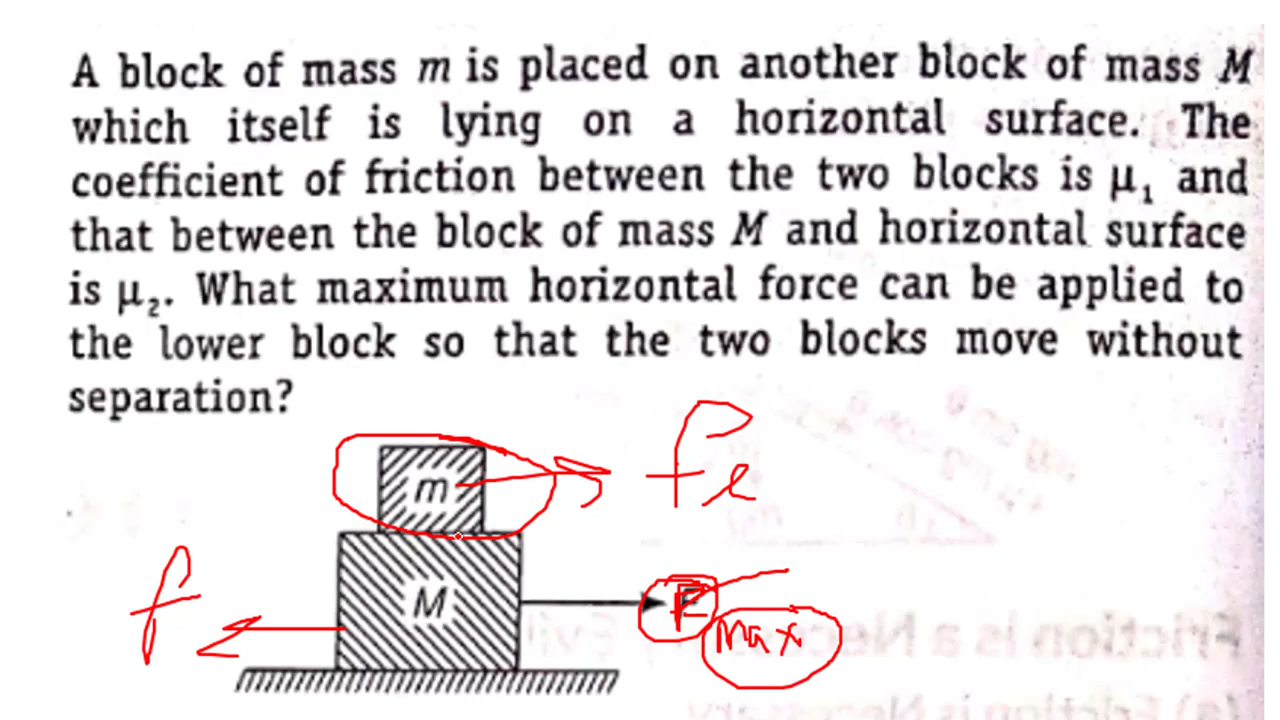 A block of mass m is placed on another block of mass M
which itself is lying on a horizontal surface. The
coefficient of friction between the two blocks is μ₁ and
that between the block of mass M and horizontal surface
is μ₂. What maximum horizontal force can be applied to
the lower block so that the two blocks move without
separation?
m
M
F
max
f